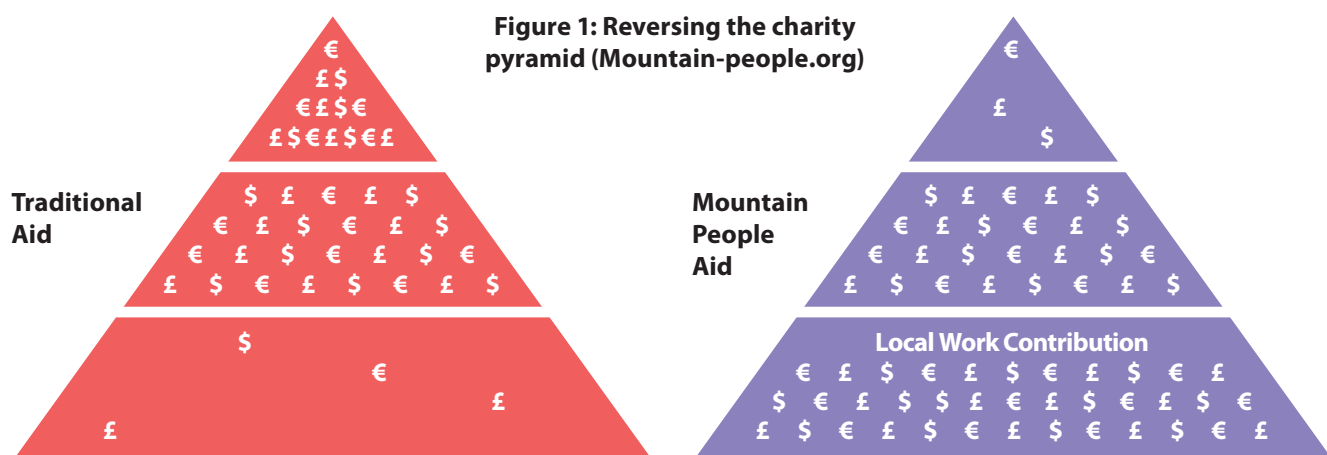 Figure 1: Reversing the charity
pyramid (Mountain-people.org)
€
£ $
€ £ $ €
£ $ € £ $ € £
Traditional
Aid
$ £ € £ $
€ £ $ € £ $
€ £ $ € £ $ €
£ $ € £ $ € £ $
$
€
£
£
€
£
$
Mountain
People
Aid
$ £ € £ $
€ £ $ € £ $
€ £ $ € £ $ €
£ $ € £ $ € £ $
Local Work Contribution
€ £ $ € £ $ € £ $ € £
$ € £ $ $ £ € £ $ € £ $ €
£ $ € £ $ € £ $ € £ $ € £